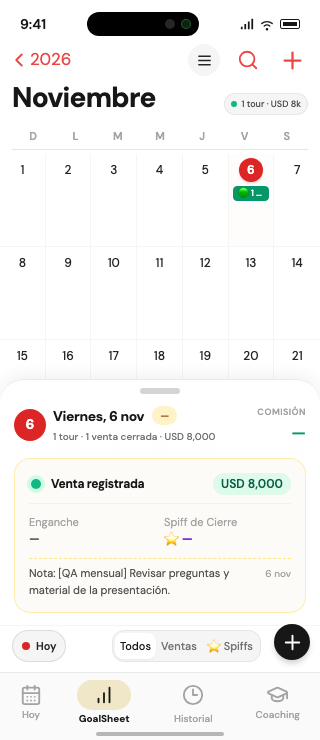 9:41
2026
Noviembre
1 tour · USD 8k
D L M M J V S
1 2 3 4 5 6 7
1 ...
8 9 10 11 12 13 14
15 16 17 18 19 20 21
6 Viernes, 6 nov —
COMISIÓN
1 tour · 1 venta cerrada · USD 8,000
—
Venta registrada USD 8,000
Enganche Spiff de Cierre
— ⭐ —
Nota: [QA mensual] Revisar preguntas y 6 nov
material de la presentación.
Hoy Todos Ventas ⭐ Spiffs
Hoy GoalSheet Historial Coaching